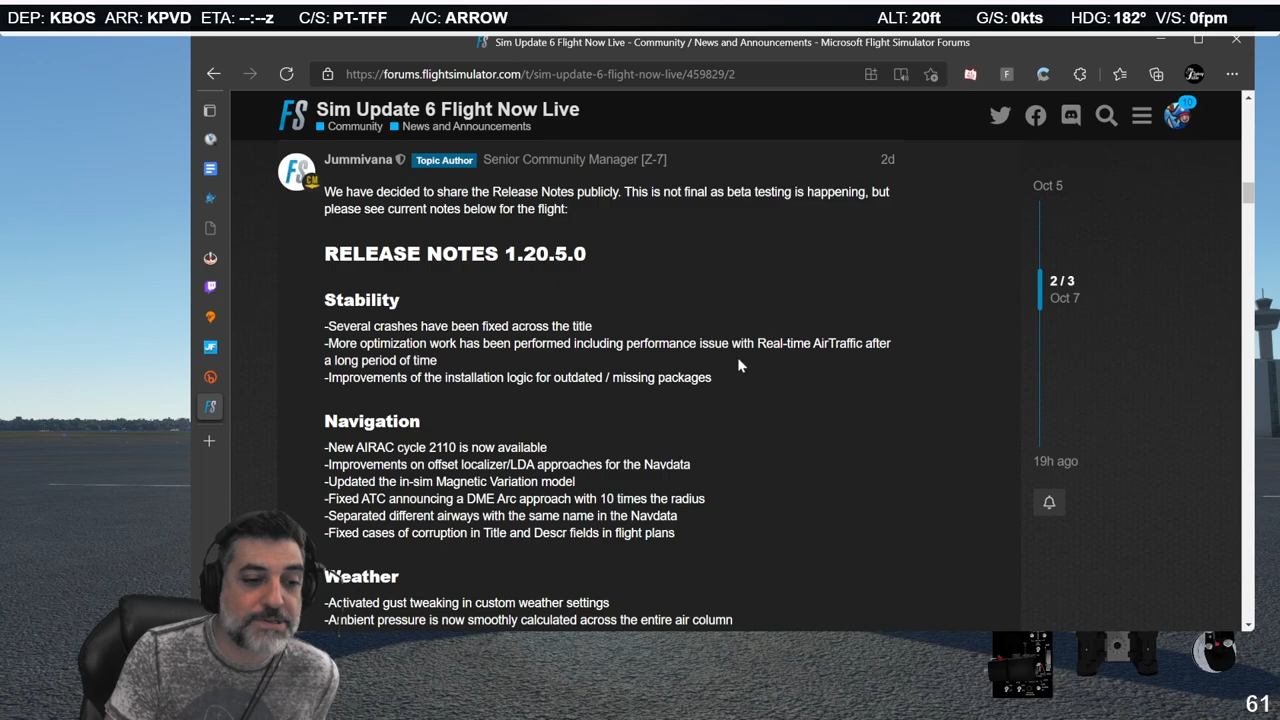 DEP: KBOS ARR: KPVD ETA: --:--z C/S: PT-TFF A/C: ARROW ALT: 20ft G/S: 0kts HDG: 182° V/S: 0fpm
Sim Update 6 Flight Now Live - Community / News and Announcements - Microsoft Flight Simulator Forums
https://forums.flightsimulator.com/t/sim-update-6-flight-now-live/459829/2
FS Sim Update 6 Flight Now Live
Community News and Announcements
10
Jummivana Topic Author Senior Community Manager [Z-7] 2d
FS
CM
We have decided to share the Release Notes publicly. This is not final as beta testing is happening, but
please see current notes below for the flight:
RELEASE NOTES 1.20.5.0
Stability
-Several crashes have been fixed across the title
-More optimization work has been performed including performance issue with Real-time AirTraffic after
a long period of time
-Improvements of the installation logic for outdated / missing packages
Navigation
-New AIRAC cycle 2110 is now available
-Improvements on offset localizer/LDA approaches for the Navdata
-Updated the in-sim Magnetic Variation model
-Fixed ATC announcing a DME Arc approach with 10 times the radius
-Separated different airways with the same name in the Navdata
-Fixed cases of corruption in Title and Descr fields in flight plans
Weather
-Activated gust tweaking in custom weather settings
-Ambient pressure is now smoothly calculated across the entire air column
Oct 5
2 / 3
Oct 7
19h ago
JF
FS
61